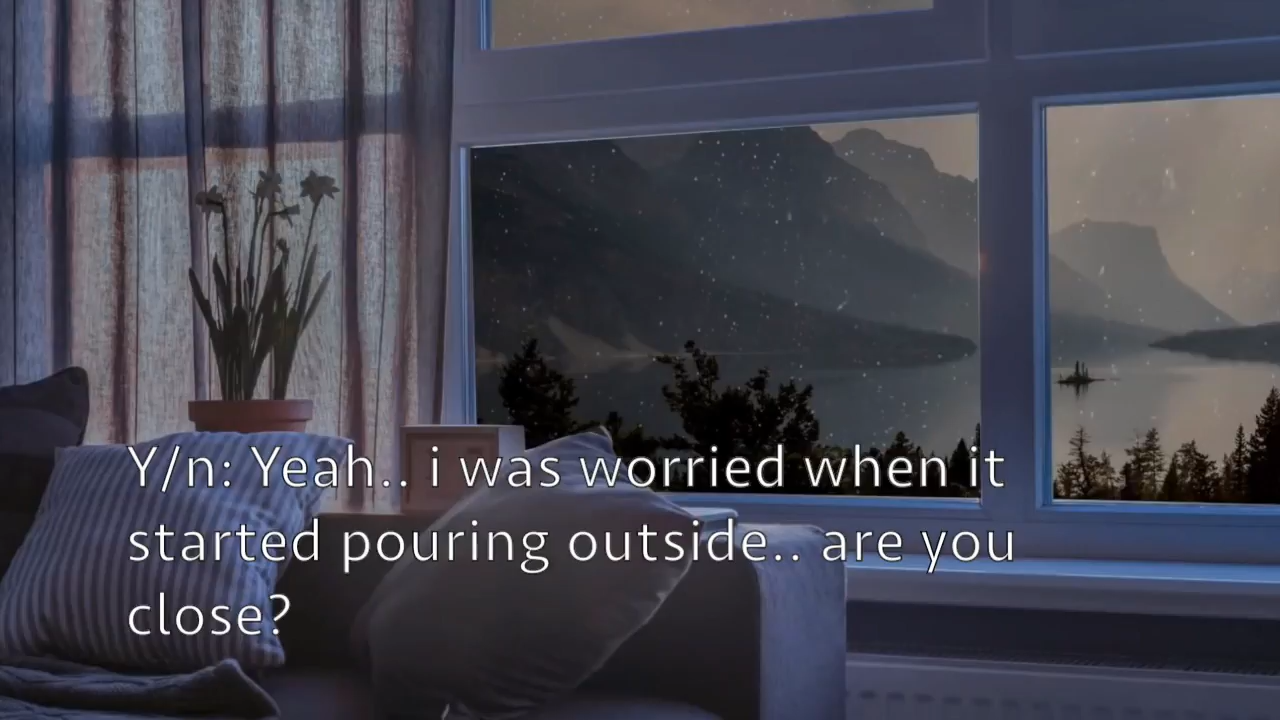 Y/n: Yeah.. i was worried when it
started pouring outside.. are you
close?